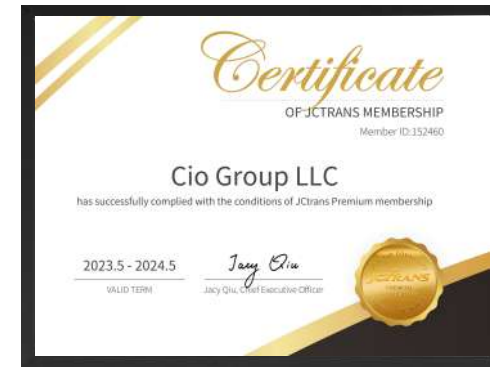 Certificate
OF JCTRANS MEMBERSHIP
Member ID:152460
Cio Group LLC
has successfully complied with the conditions of JCtrans Premium membership
2023.5 - 2024.5
VALID TERM
Jacy Qiu
Jacy Qiu, Chief Executive Officer
JCTRANS